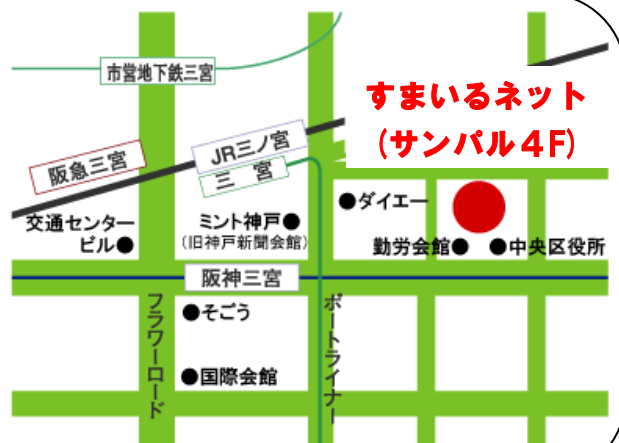 市営地下鉄三宮
すまいるネット
(サンパル４F)
JR三ノ宮
阪急三宮
三 宮
ダイエー
交通センター
ビル●
ミント神戸●
(旧神戸新聞会館)
勤労会館●
●中央区役所
阪神三宮
フラワーロード
●そごう
ポートライナー
●国際会館